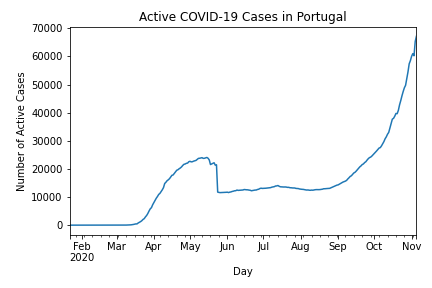 Active COVID-19 Cases in Portugal
Number of Active Cases
70000
60000
50000
40000
30000
20000
10000
0
Feb Mar Apr May Jun Jul Aug Sep Oct Nov
2020
Day